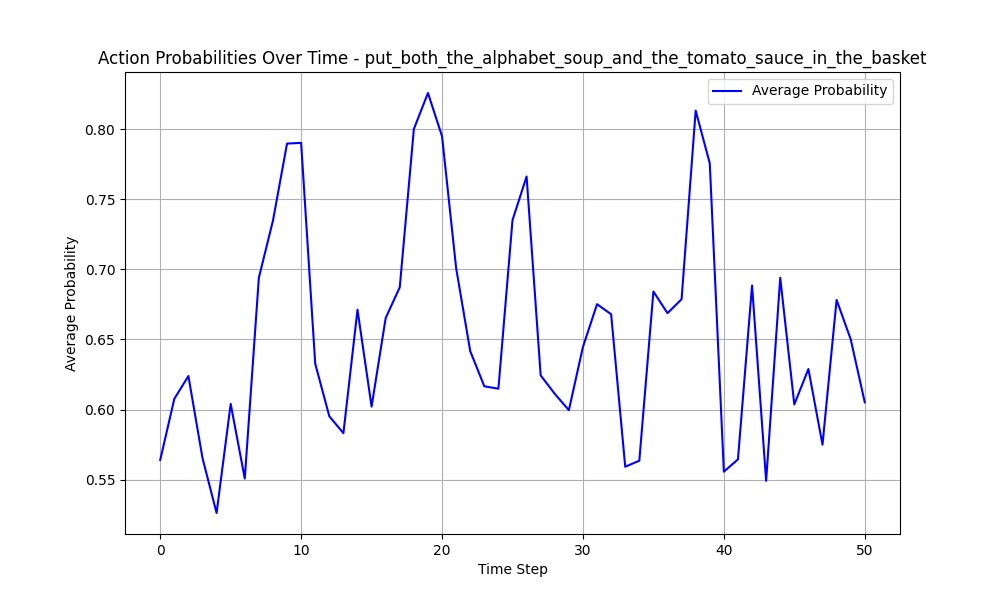 Action Probabilities Over Time - put_both_the_alphabet_soup_and_the_tomato_sauce_in_the_basket
Average Probability
0.80
0.75
0.70
0.65
0.60
0.55
Average Probability
0 10 20 30 40 50
Time Step